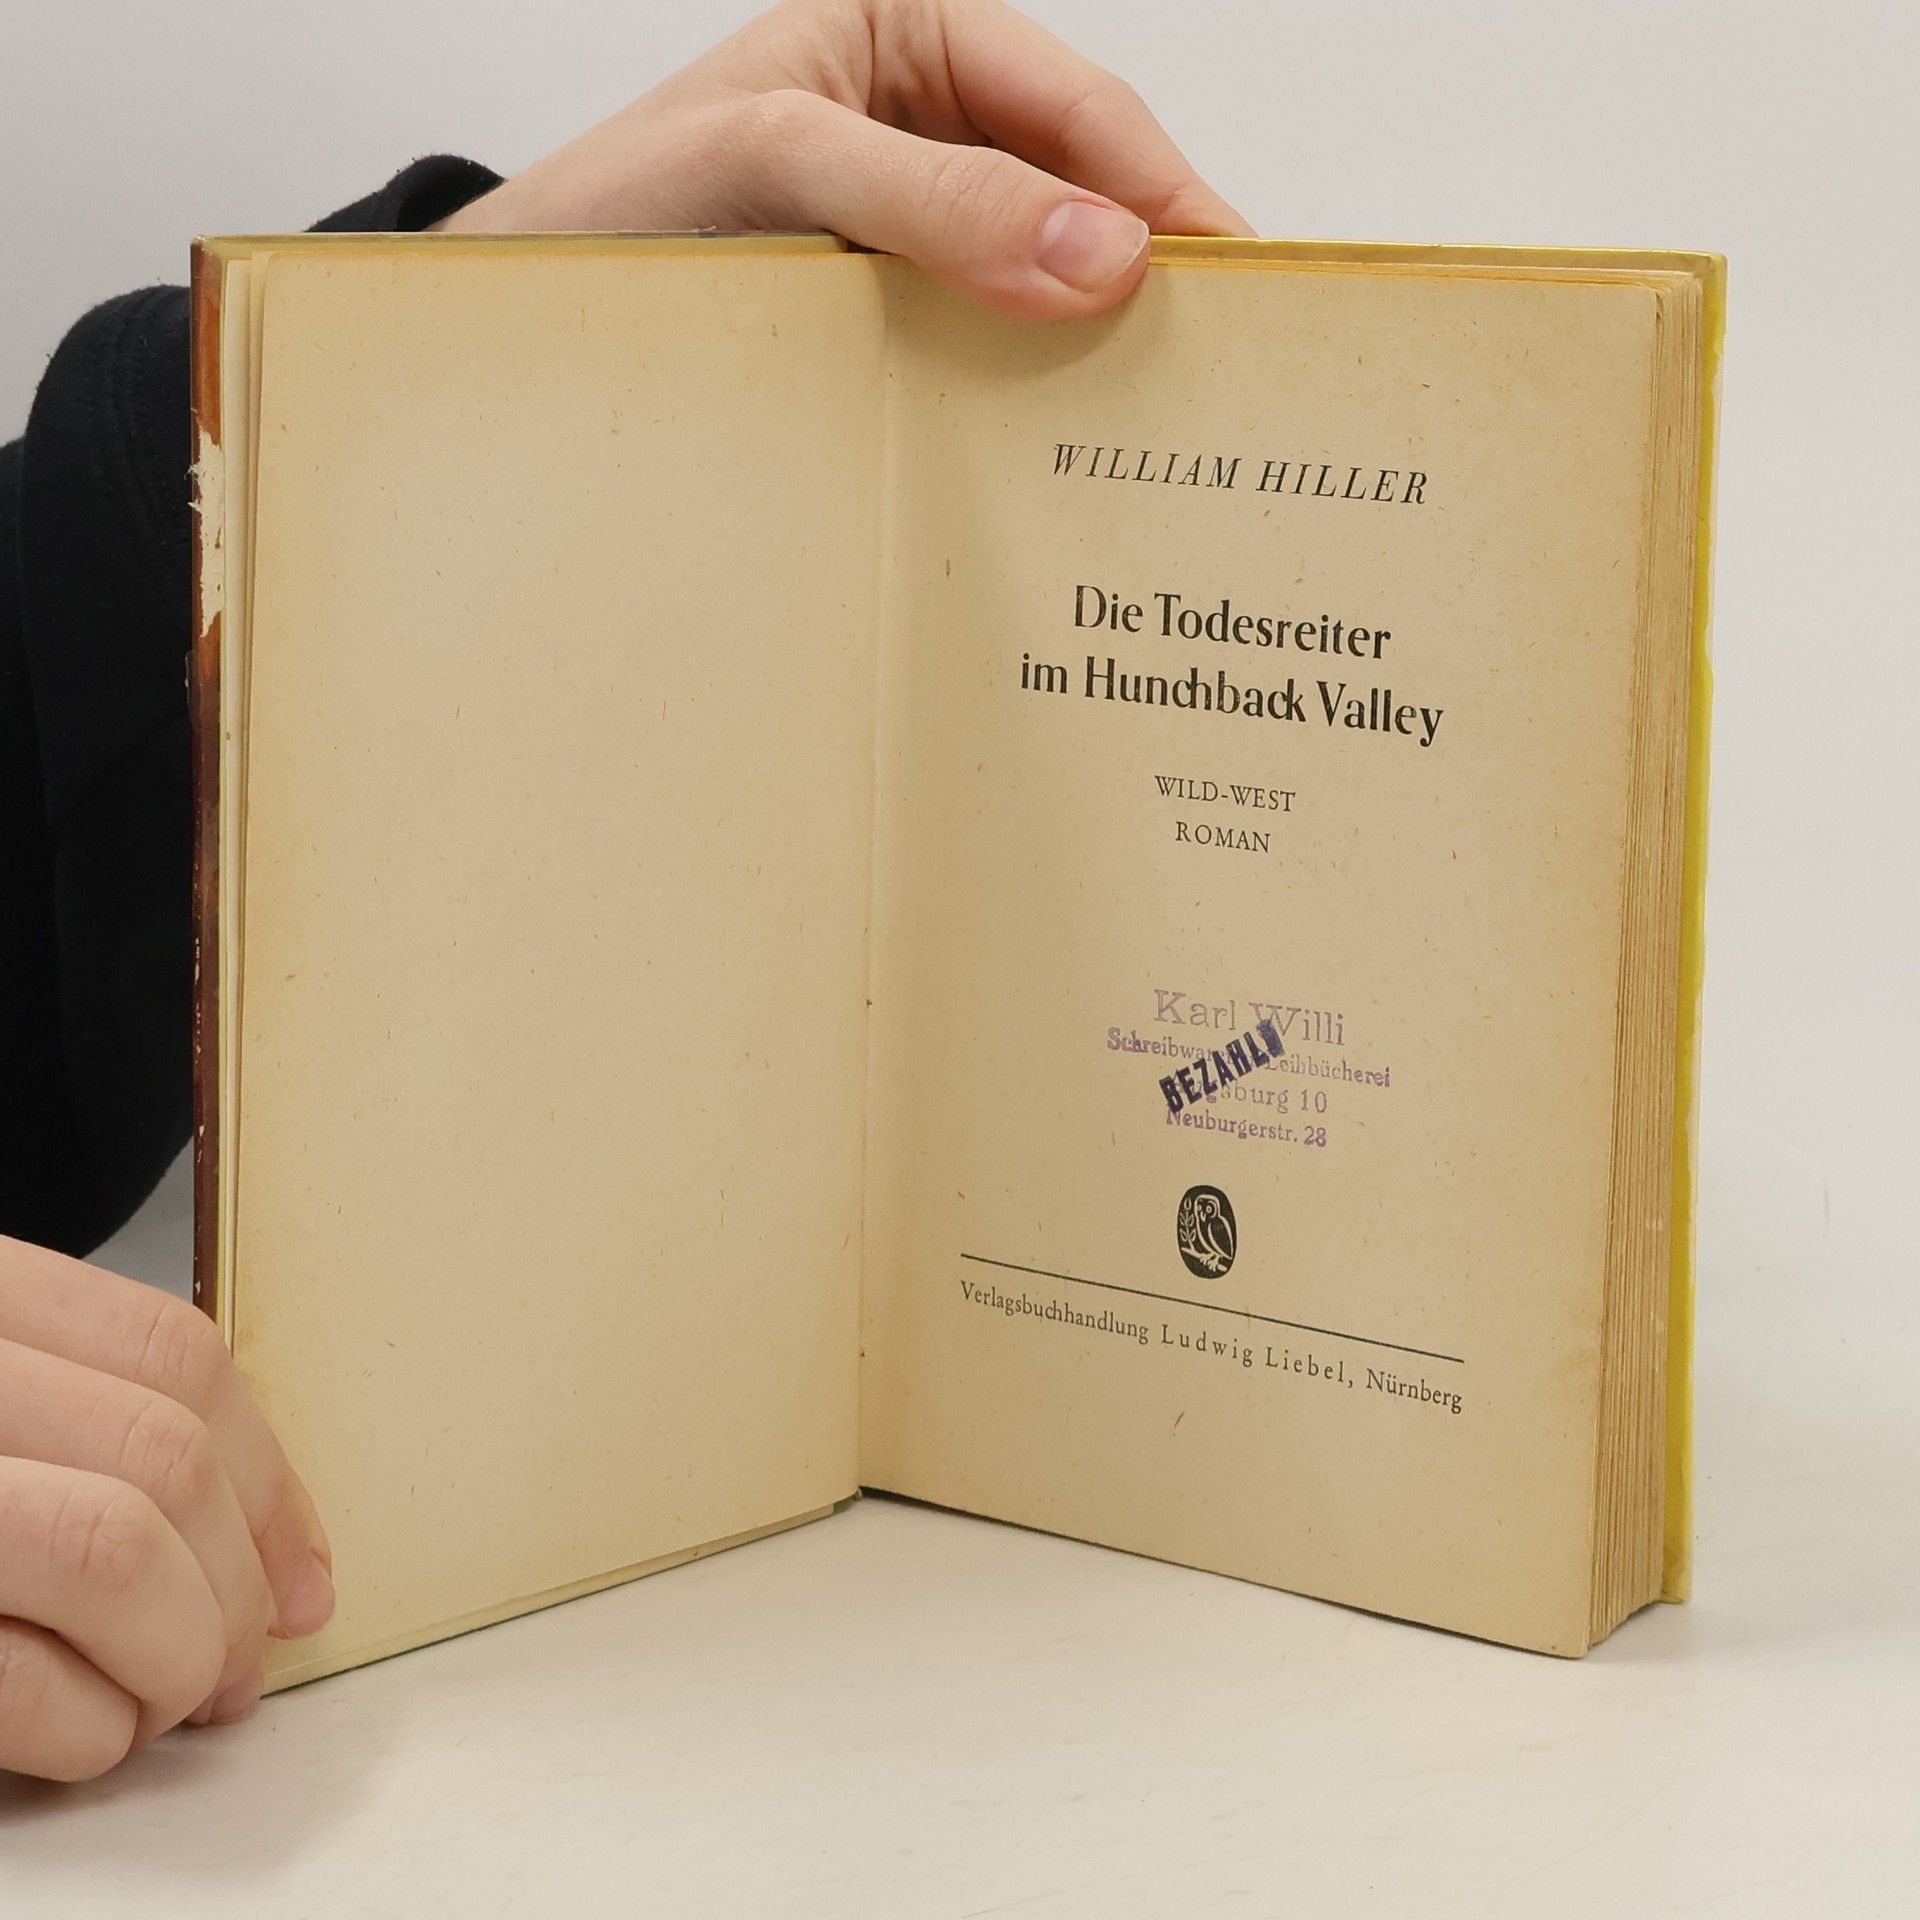 WILLIAM HILLER
Die Todesreiter
im Hunchback Valley
WILD-WEST
ROMAN
Karl Willi
Leihbücherei
BEZAHLT
10
Neuburgerstr. 28
Verlagsbuchhandlung Ludwig Liebel, Nürnberg